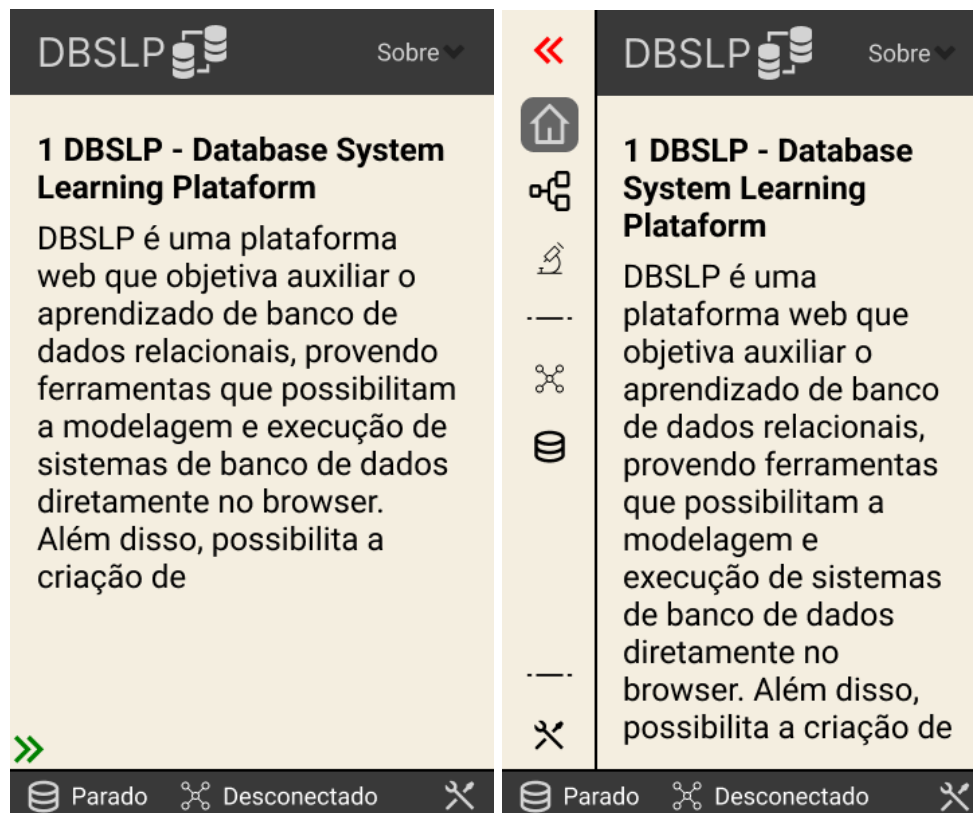 DBSLP
Sobre
1 DBSLP - Database System
Learning Plataform
DBSLP é uma plataforma
web que objetiva auxiliar o
aprendizado de banco de
dados relacionais, provendo
ferramentas que possibilitam
a modelagem e execução de
sistemas de banco de dados
diretamente no browser.
Além disso, possibilita a
criação de
Parado
Desconectado
DBSLP
Sobre
1 DBSLP - Database
System Learning
Plataform
DBSLP é uma
plataforma web que
objetiva auxiliar o
aprendizado de banco
de dados relacionais,
provendo ferramentas
que possibilitam a
modelagem e
execução de sistemas
de banco de dados
diretamente no
browser. Além disso,
possibilita a criação de
Parado
Desconectado